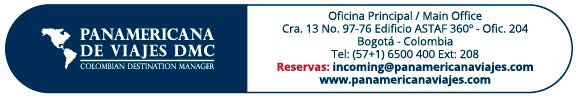 PANAMERICANA
DE VIAJES DMC
COLOMBIAN DESTINATION MANAGER
Oficina Principal / Main Office
Cra. 13 No. 97-76 Edificio ASTAF 360º - Ofic. 204
Bogotá - Colombia
Tel: (57+1) 6500 400 Ext: 208
Reservas: incoming@panamericanaviajes.com
www.panamericanaviajes.com